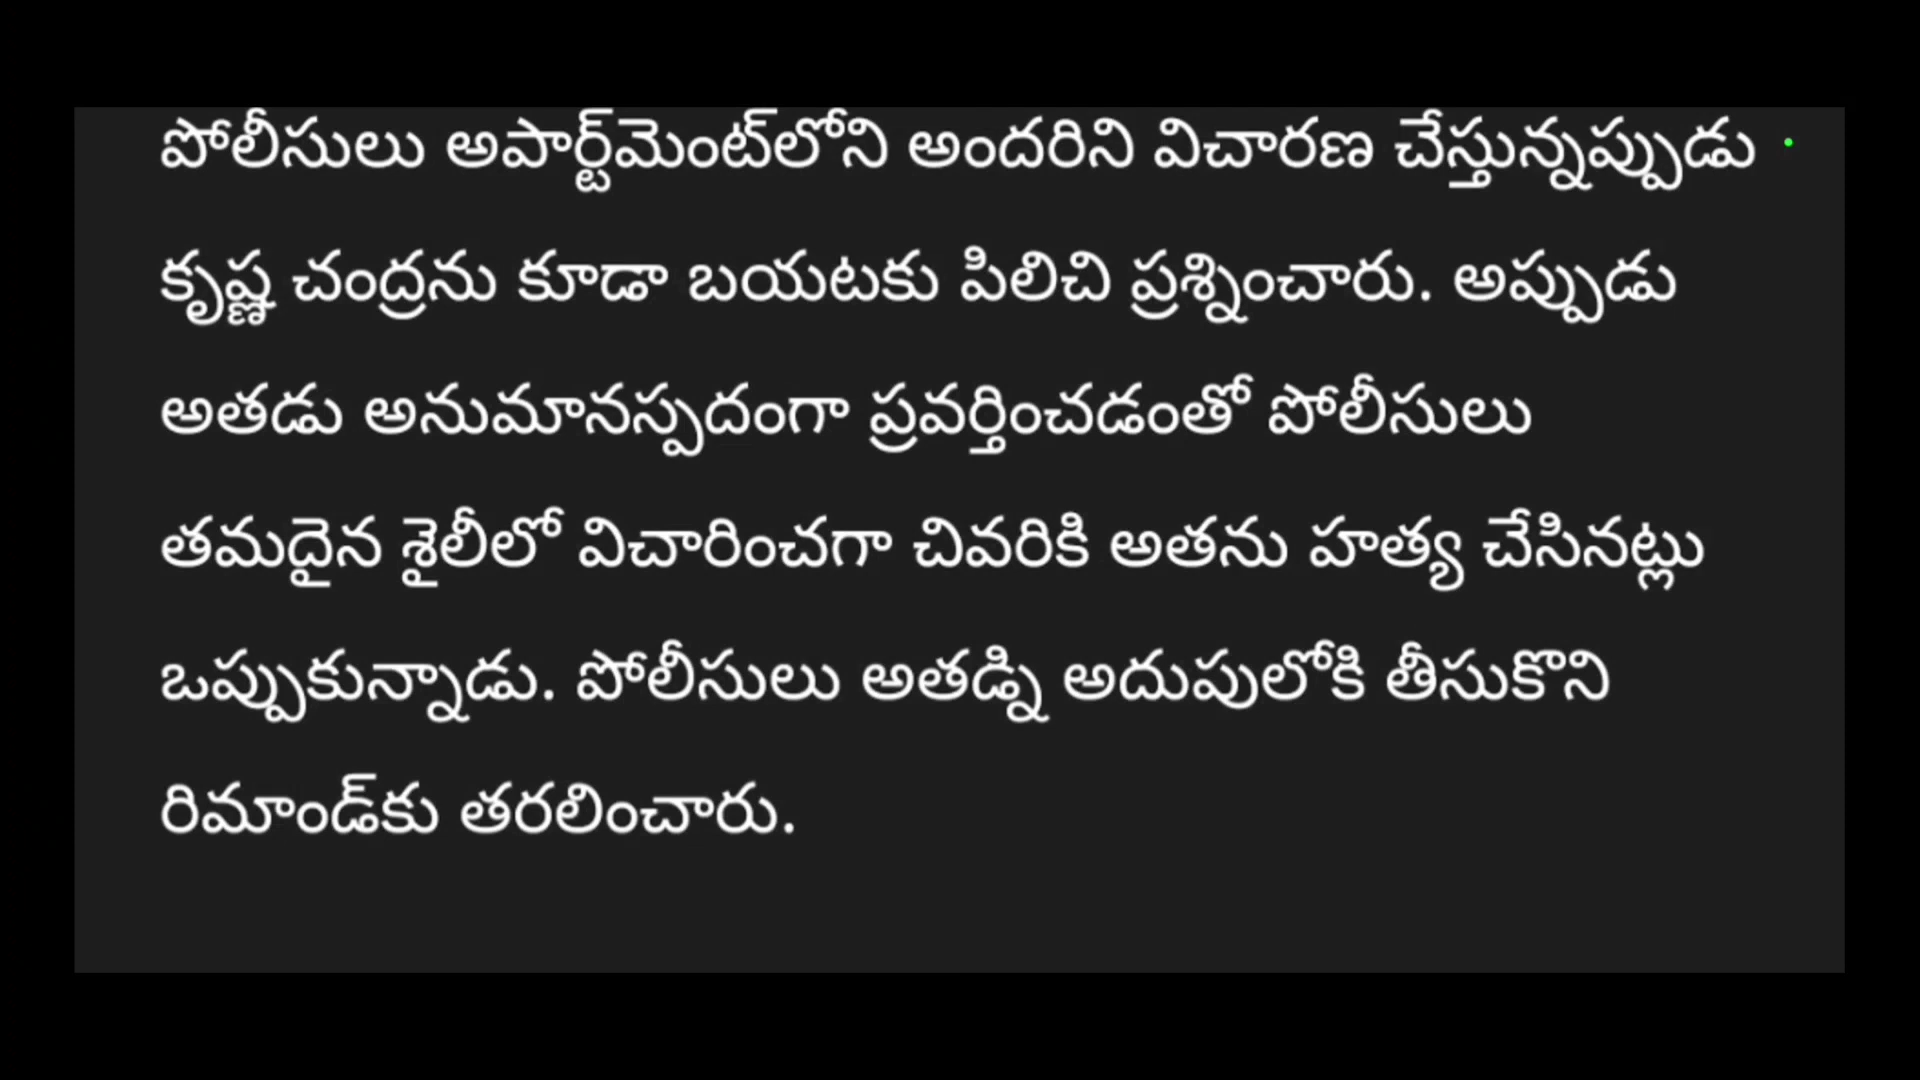 పోలీసులు అపార్ట్‌మెంట్‌లోని అందరిని విచారణ చేస్తున్నప్పుడు
కృష్ణ చంద్రను కూడా బయటకు పిలిచి ప్రశ్నించారు. అప్పుడు
అతడు అనుమానస్పదంగా ప్రవర్తించడంతో పోలీసులు
తమదైన శైలీలో విచారించగా చివరికి అతను హత్య చేసినట్లు
ఒప్పుకున్నాడు. పోలీసులు అతడ్ని అదుపులోకి తీసుకొని
రిమాండ్‌కు తరలించారు.